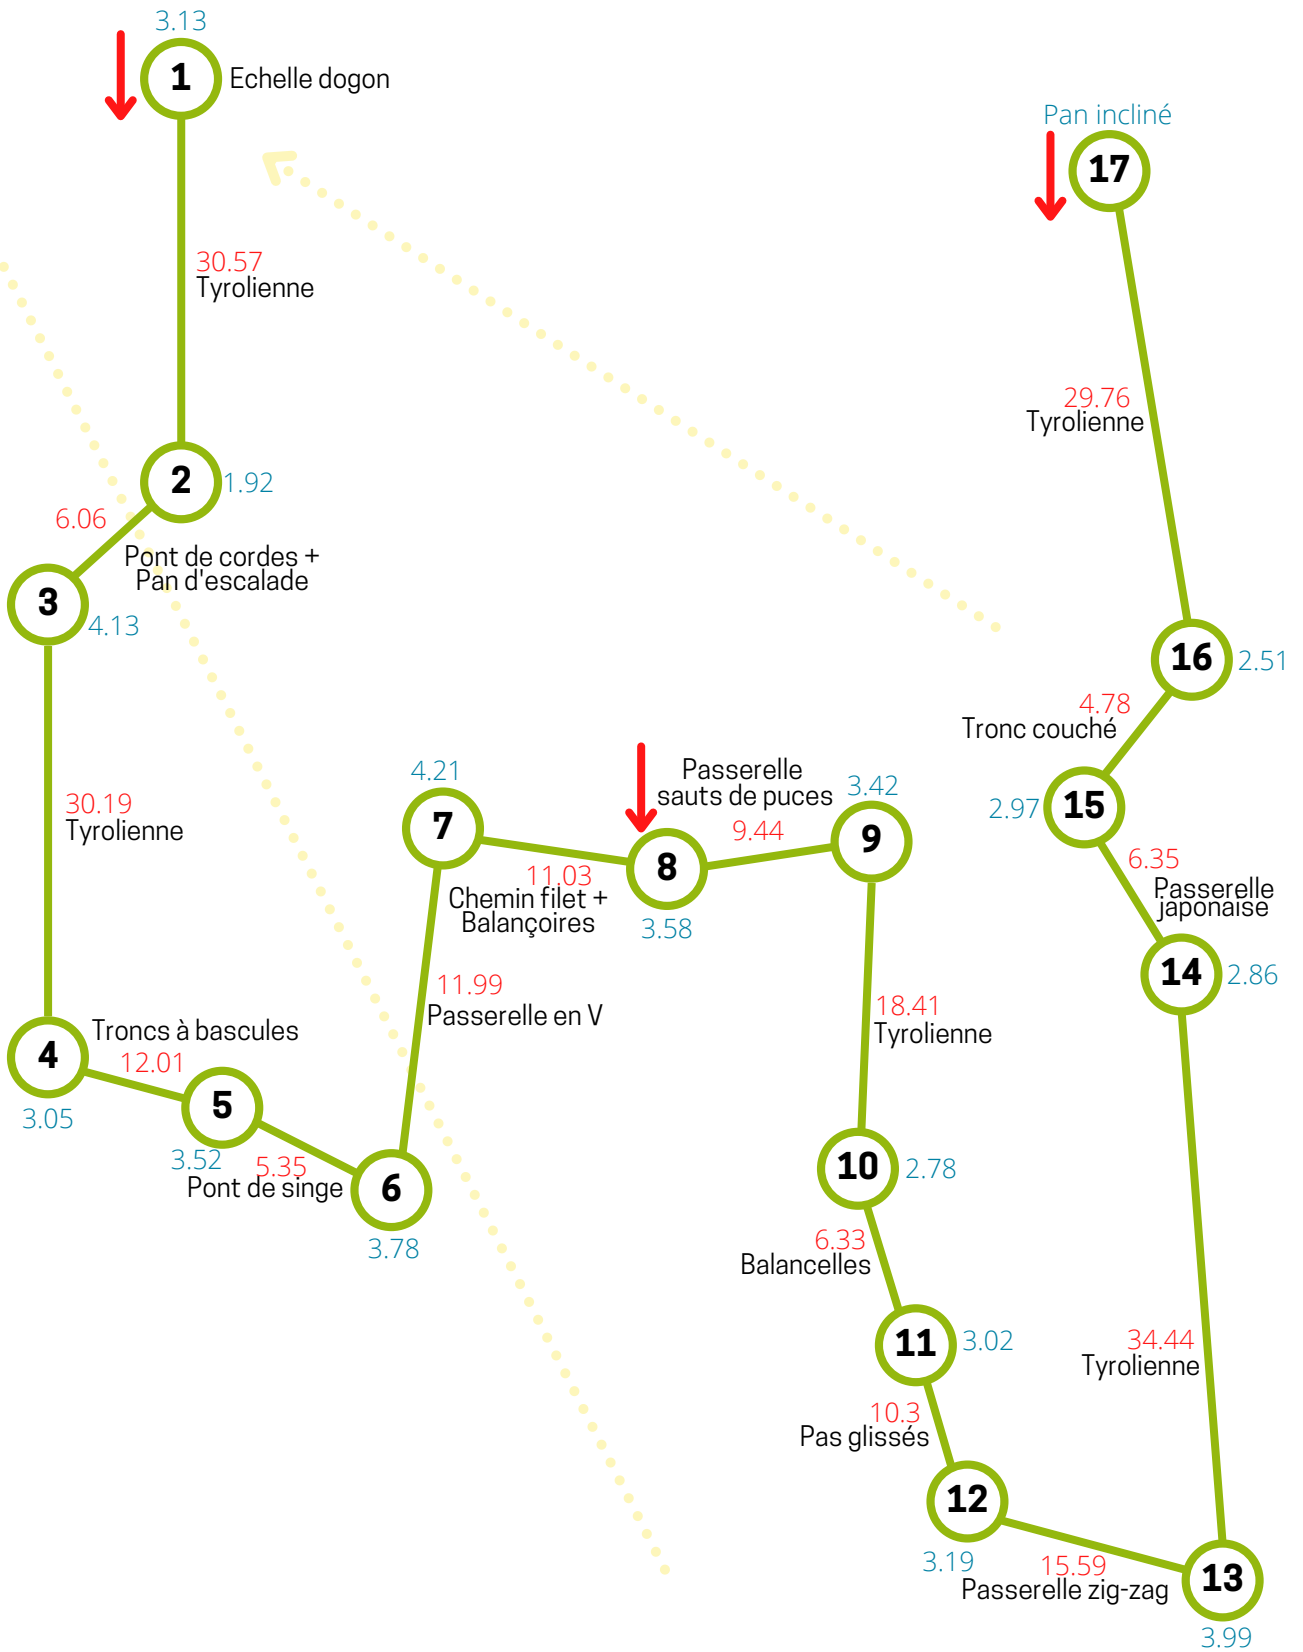 3.13
1
Echelle dogon
30.57
Tyrolienne
2
1.92
6.06
Pont de cordes +
Pan d'escalade
3
4.13
30.19
Tyrolienne
4
3.05
Troncs à bascules
12.01
5
3.52
5.35
Pont de singe
6
3.78
11.99
Passerelle en V
4.21
7
11.03
Chemin filet +
Balançoires
8
3.58
Passerelle
sauts de puces
9.44
3.42
9
18.41
Tyrolienne
10
2.78
6.33
Balancelles
11
3.02
10.3
Pas glissés
12
3.19
15.59
Passerelle zig-zag
13
3.99
34.44
Tyrolienne
14
2.86
6.35
Passerelle
japonaise
15
2.97
4.78
Tronc couché
16
2.51
29.76
Tyrolienne
Pan incliné
17